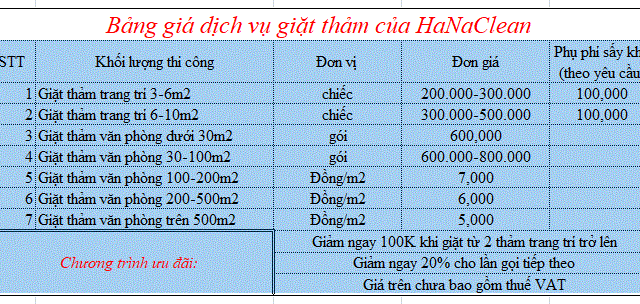 Bảng giá dịch vụ giặt thảm của HaNaClean
STT Khối lượng thi công Đơn vị Đơn giá Phụ phí sấy kh
(theo yêu cầu
1 Giặt thảm trang trí 3-6m2 chiếc 200.000-300.000 100,000
2 Giặt thảm trang trí 6-10m2 chiếc 300.000-500.000 100,000
3 Giặt thảm văn phòng dưới 30m2 gói 600,000
4 Giặt thảm văn phòng 30-100m2 gói 600.000-800.000
5 Giặt thảm văn phòng 100-200m2 Đồng/m2 7,000
6 Giặt thảm văn phòng 200-500m2 Đồng/m2 6,000
7 Giặt thảm văn phòng trên 500m2 Đồng/m2 5,000
Chương trình ưu đãi:
Giảm ngay 100K khi giặt từ 2 thảm trang trí trở lên
Giảm ngay 20% cho lần gọi tiếp theo
Giá trên chưa bao gồm thuế VAT